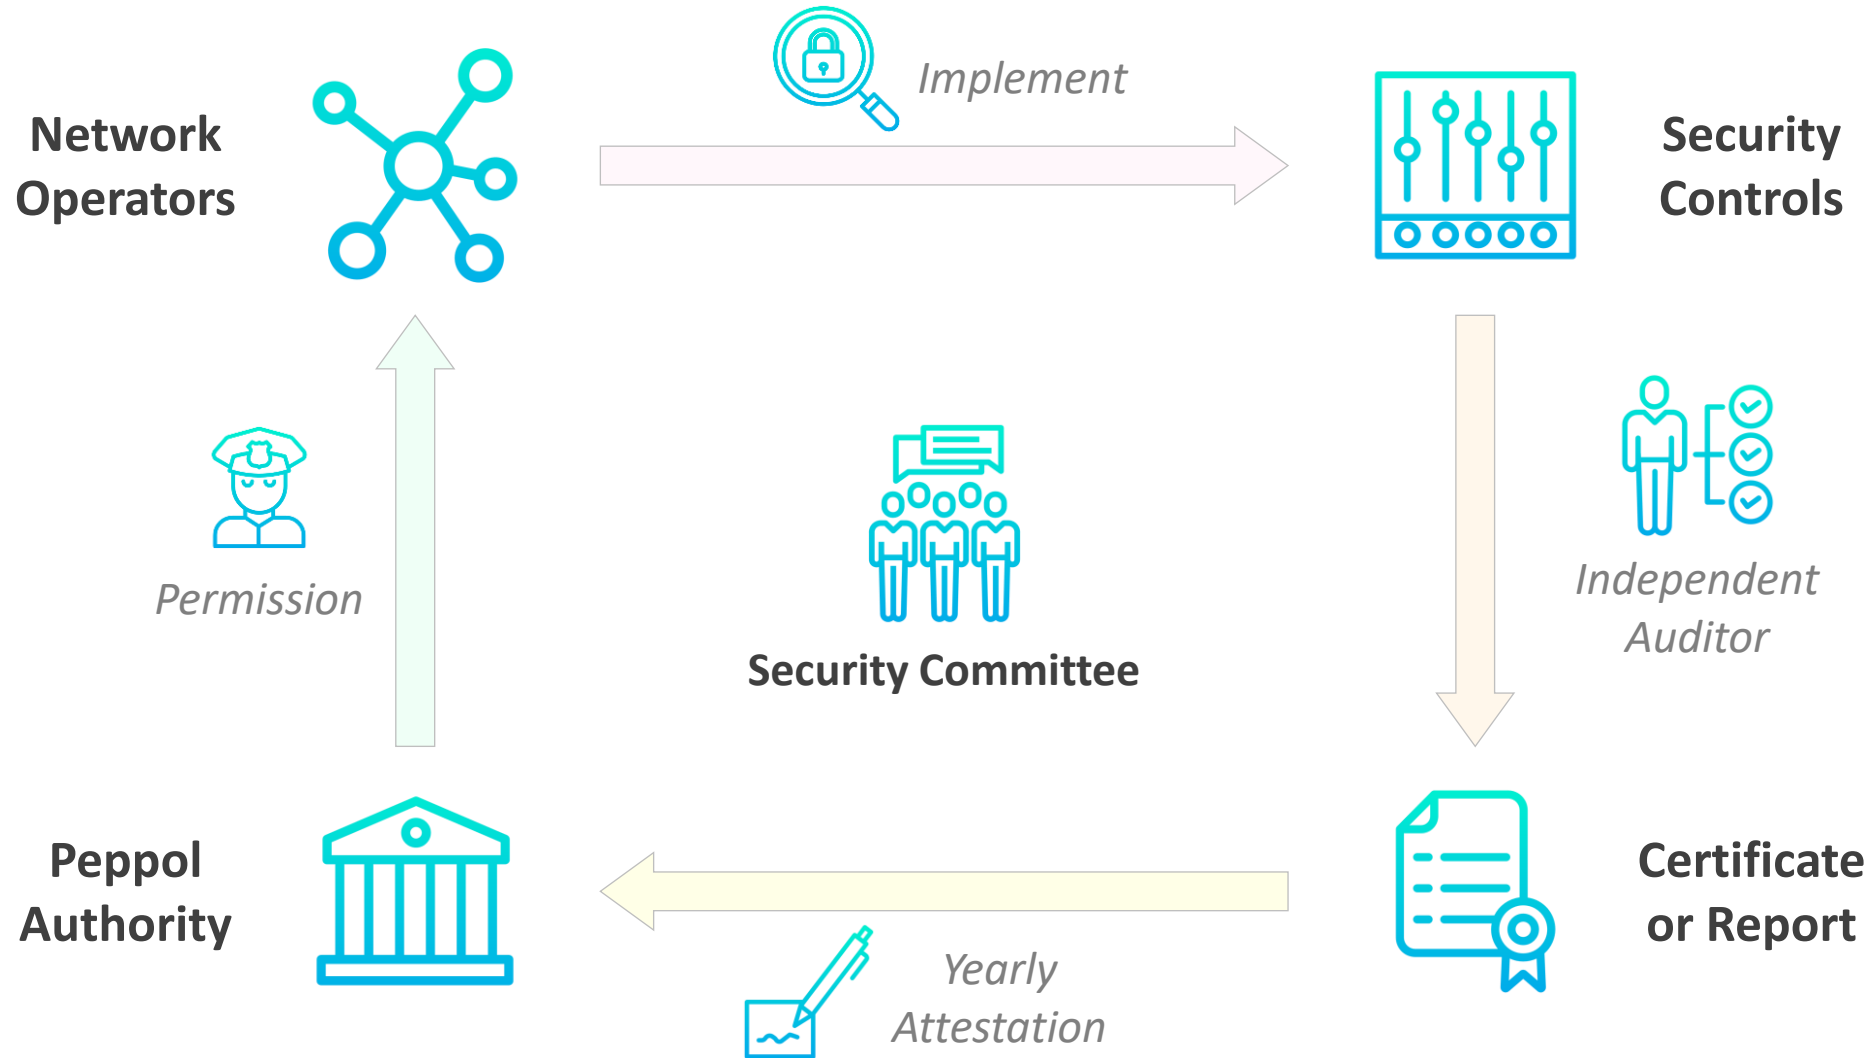 Network
Operators
Implement
Security
Controls
Permission
Security Committee
Independent
Auditor
Peppol
Authority
Yearly
Attestation
Certificate
or Report